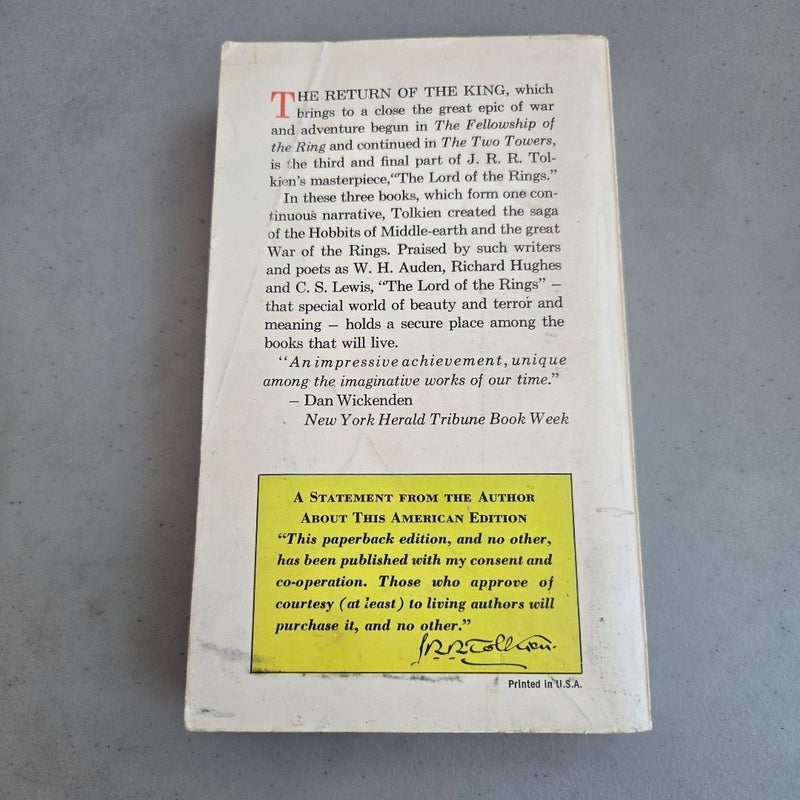 THE RETURN OF THE KING, which
brings to a close the great epic of war
and adventure begun in The Fellowship of
the Ring and continued in The Two Towers,
is the third and final part of J. R. R. Tol-
kien's masterpiece, "The Lord of the Rings."
In these three books, which form one con-
tinuous narrative, Tolkien created the saga
of the Hobbits of Middle-earth and the great
War of the Rings. Praised by such writers
and poets as W. H. Auden, Richard Hughes
and C. S. Lewis, "The Lord of the Rings" –
that special world of beauty and terror and
meaning – holds a secure place among the
books that will live.
"An impressive achievement, unique
among the imaginative works of our time."
– Dan Wickenden
New York Herald Tribune Book Week
A STATEMENT FROM THE AUTHOR
ABOUT THIS AMERICAN EDITION
"This paperback edition, and no other,
has been published with my consent and
co-operation. Those who approve of
courtesy (at least) to living authors will
purchase it, and no other."
J.R.R. Tolkien.
Printed in U.S.A.